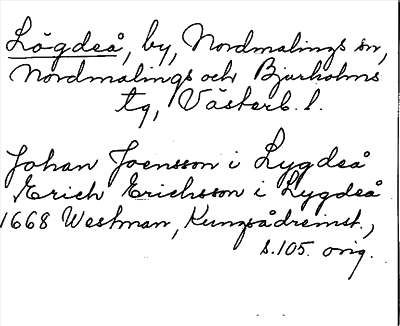 Lögdeå, by, Nordmalings sn,
Nordmalings och Bjurholms
tg, Västerb. l.
Johan Joensson i Lygdeå
Erich Erichsson i Lygdeå
1668 Westman, Kungsådreinst.,
s. 105. orig.